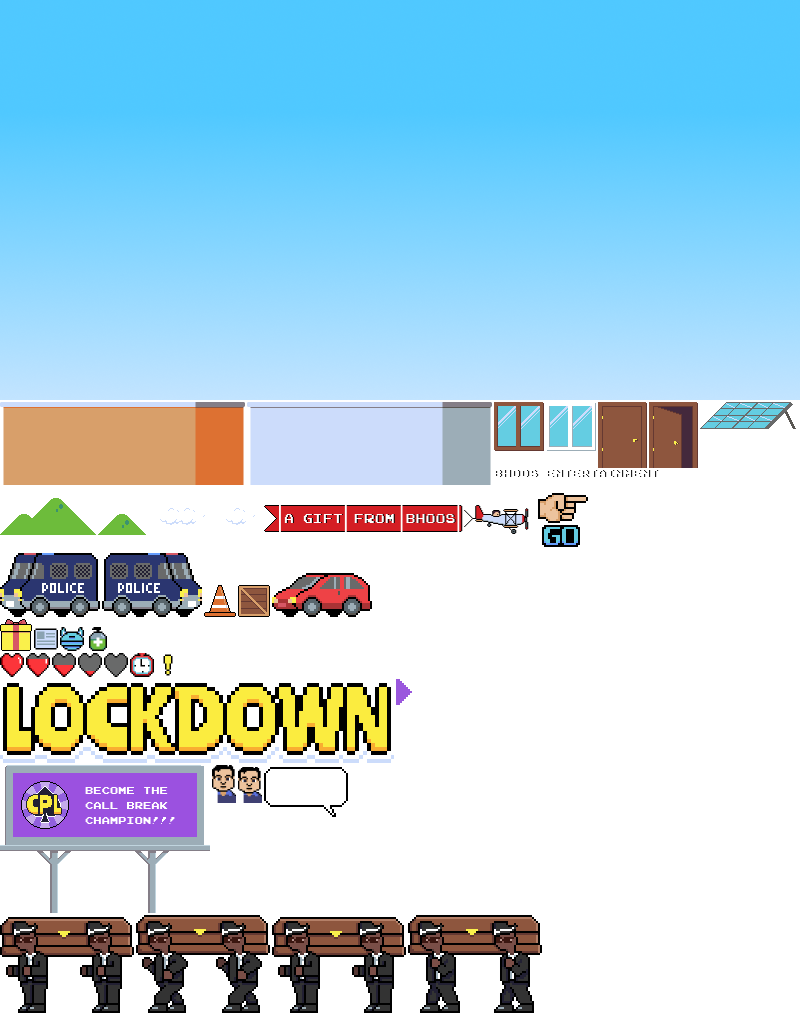 BHOOS ENTERTAINMENT
A GIFT FROM BHOOS
GO
POLICE
POLICE
LOCKDOWN
CPL
BECOME THE
CALL BREAK
CHAMPION!!!